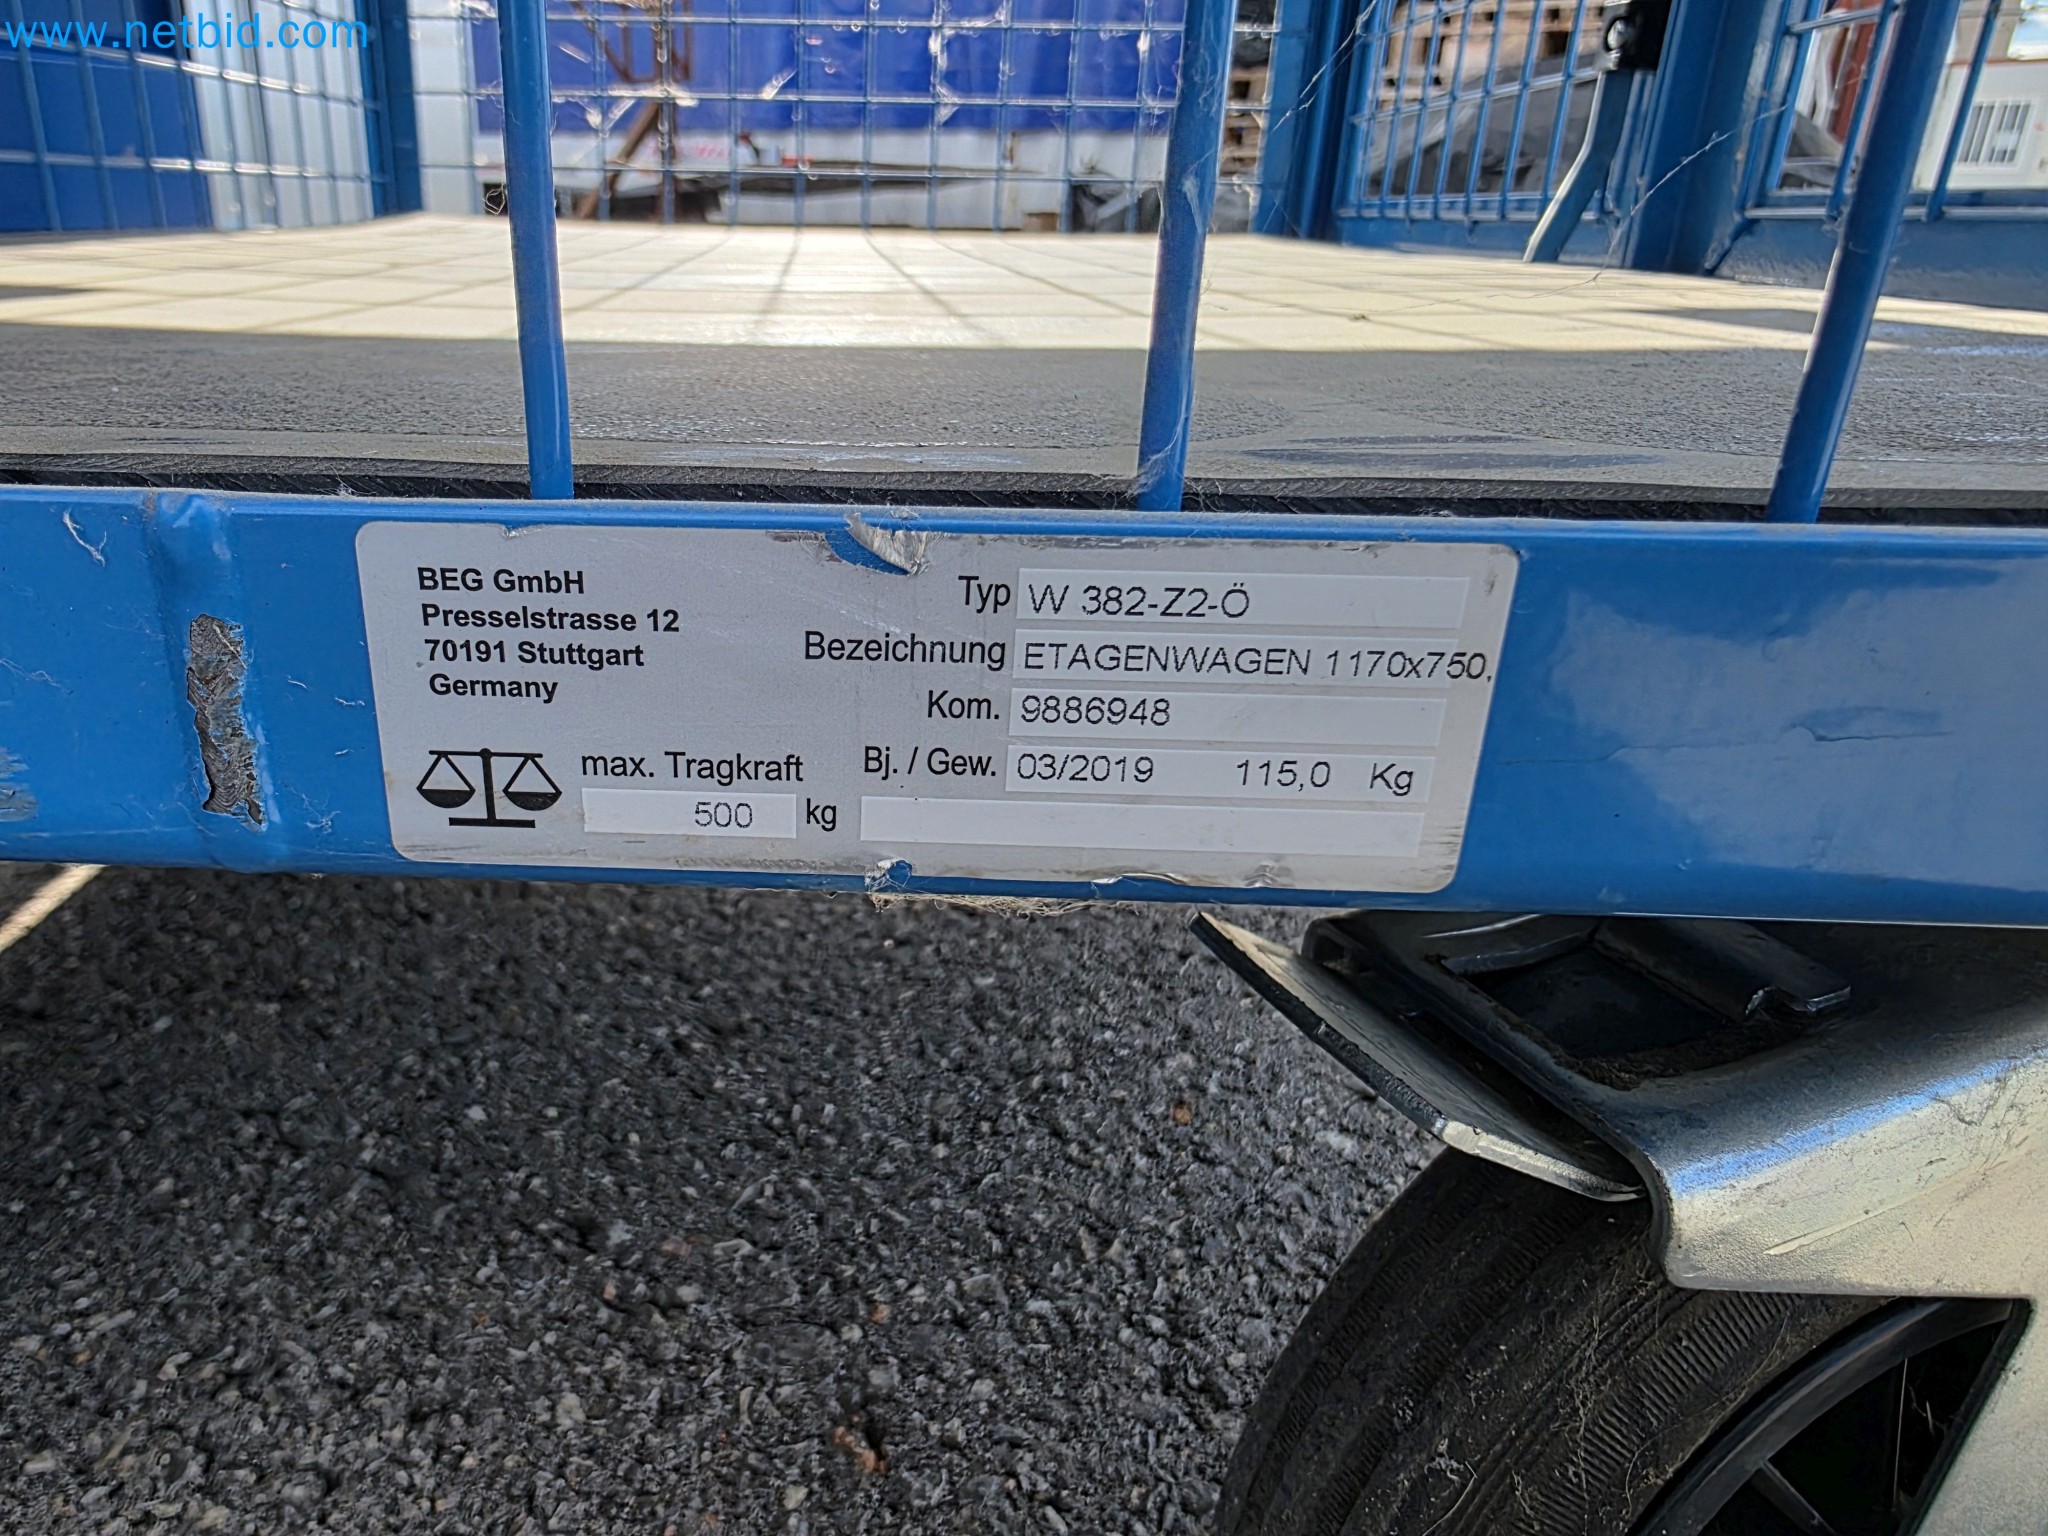 www.netbid.com
BEG GmbH
Presselstrasse 12
70191 Stuttgart
Germany
max. Tragkraft
500 kg
Typ W 382-Z2-Ö
Bezeichnung ETAGENWAGEN 1170x750,
Kom. 9886948
Bj. / Gew. 03/2019 115,0 Kg